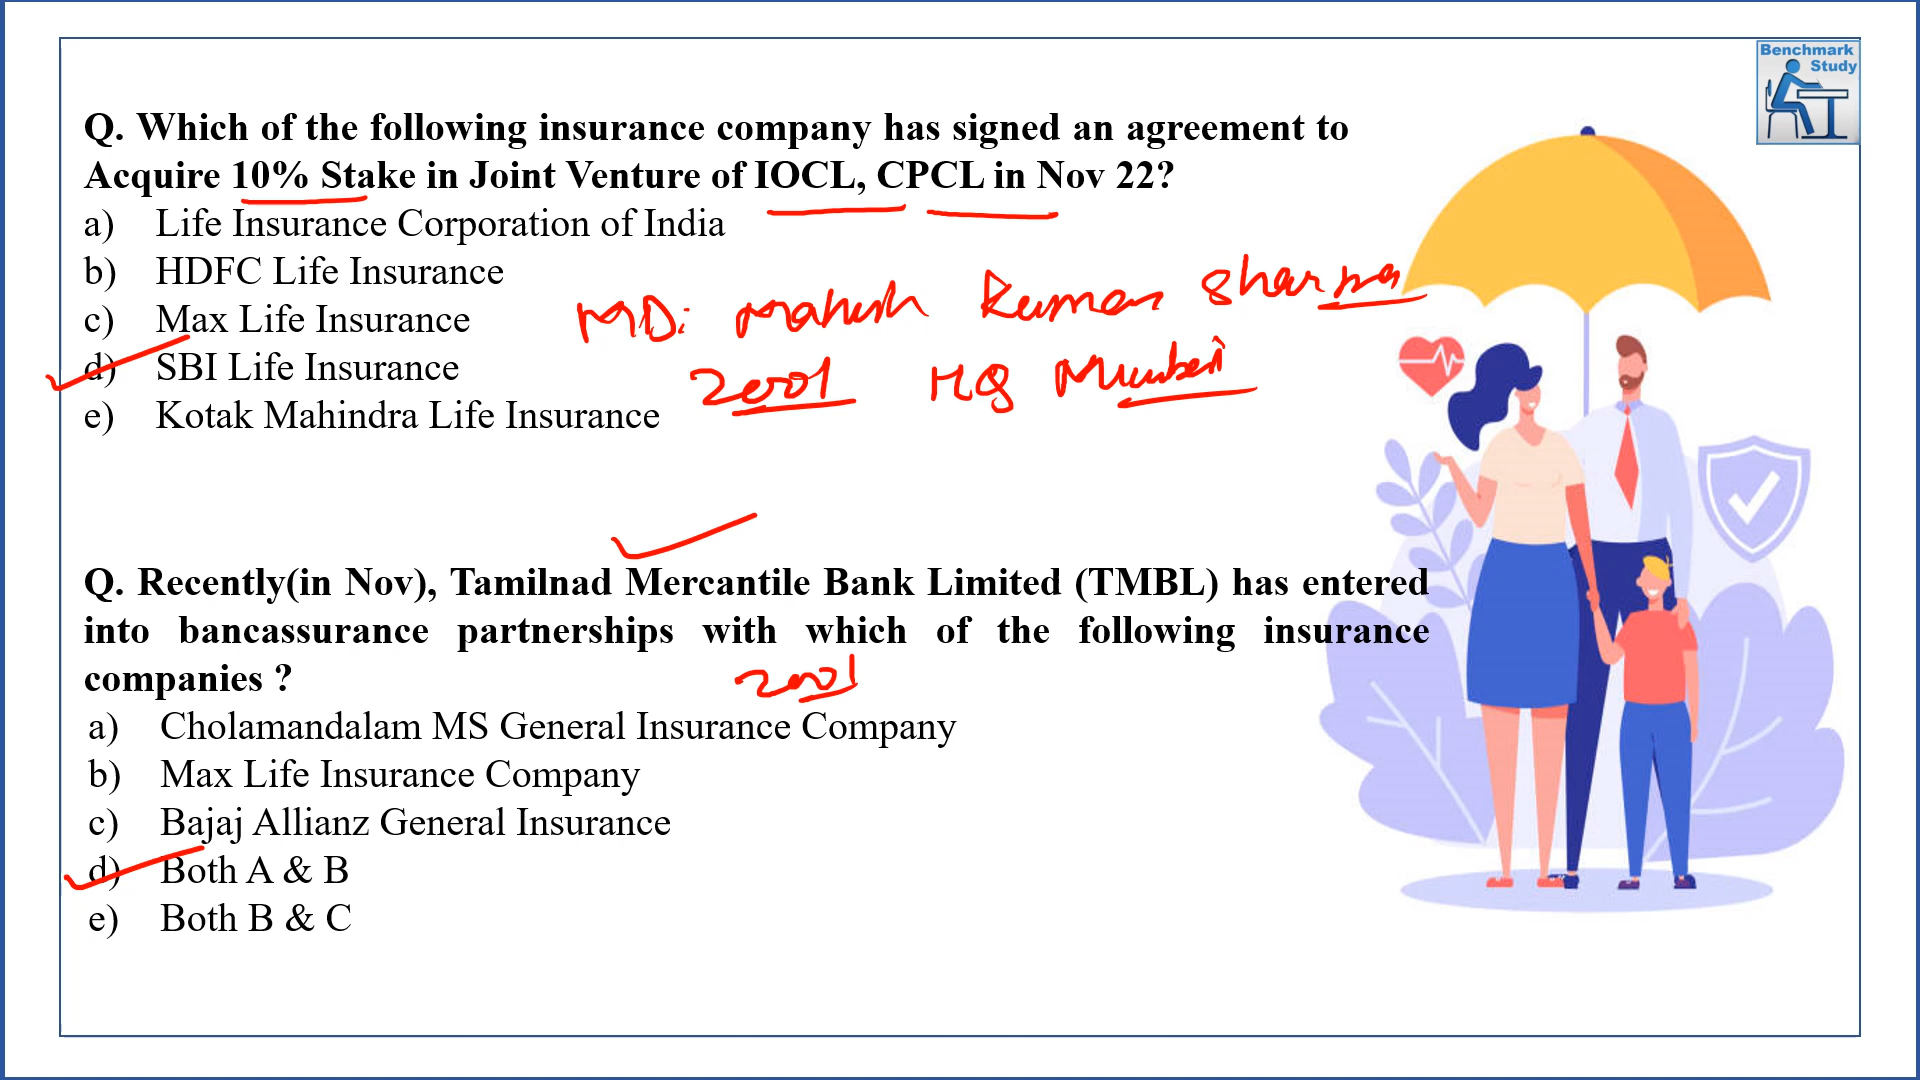 Benchmark
Study
Q. Which of the following insurance company has signed an agreement to
Acquire 10% Stake in Joint Venture of IOCL, CPCL in Nov 22?
a) Life Insurance Corporation of India
b) HDFC Life Insurance
c) Max Life Insurance
d) SBI Life Insurance
e) Kotak Mahindra Life Insurance
MD: Mahesh Kumar Sharma
2001 HQ Mumbai
Q. Recently(in Nov), Tamilnad Mercantile Bank Limited (TMBL) has entered
into bancassurance partnerships with which of the following insurance
companies ?
2001
a) Cholamandalam MS General Insurance Company
b) Max Life Insurance Company
c) Bajaj Allianz General Insurance
d) Both A & B
e) Both B & C